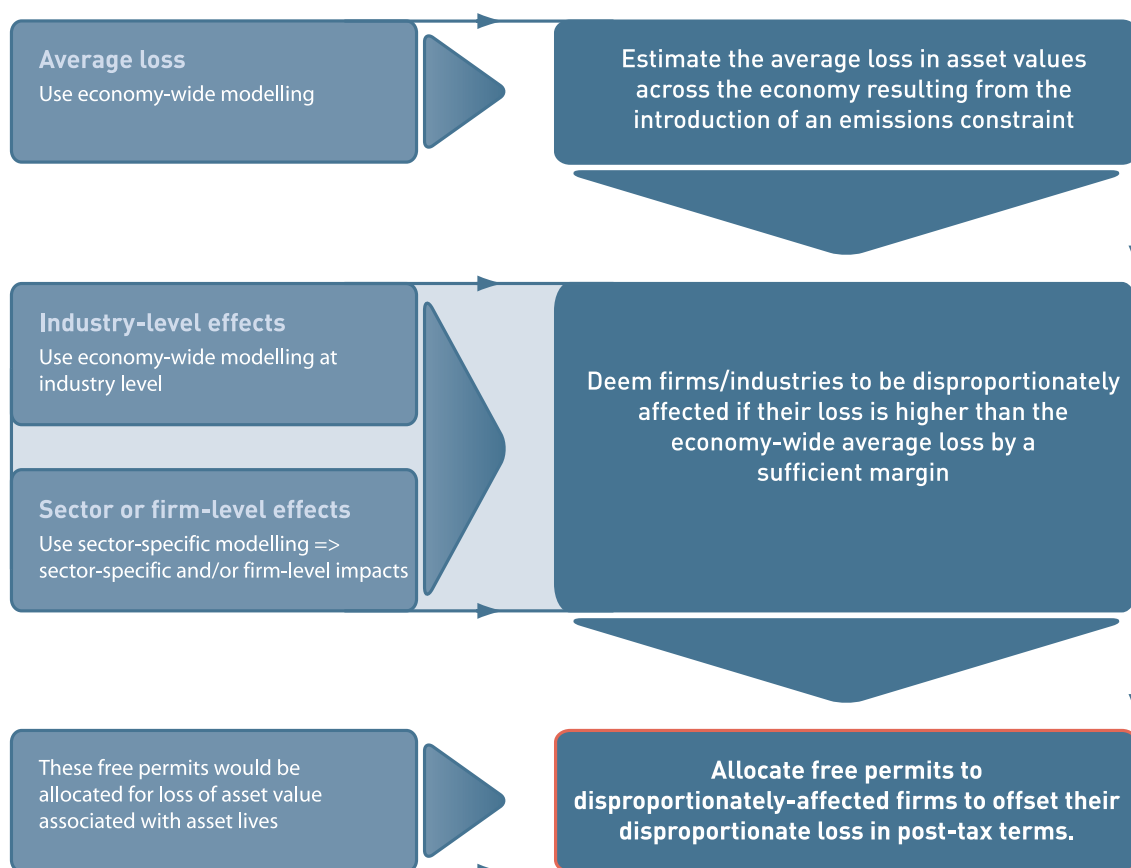 Average loss
Use economy-wide modelling
Estimate the average loss in asset values
across the economy resulting from the
introduction of an emissions constraint
Industry-level effects
Use economy-wide modelling at
industry level
Sector or firm-level effects
Use sector-specific modelling =>
sector-specific and/or firm-level impacts
Deem firms/industries to be disproportionately
affected if their loss is higher than the
economy-wide average loss by a
sufficient margin
These free permits would be
allocated for loss of asset value
associated with asset lives
Allocate free permits to
disproportionately-affected firms to offset their
disproportionate loss in post-tax terms.